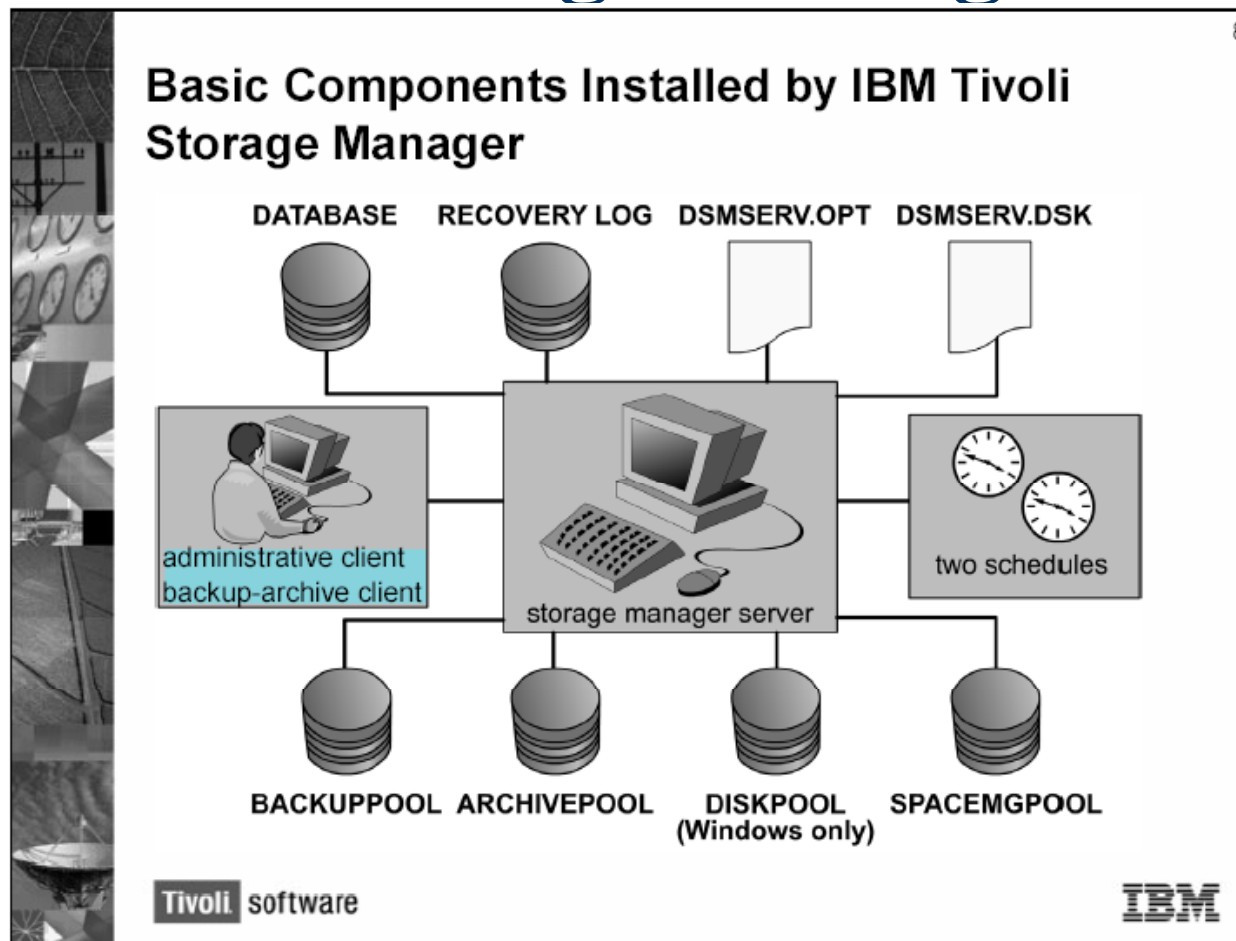 Basic Components Installed by IBM Tivoli
Storage Manager
DATABASE
RECOVERY LOG
DSMSERV.OPT
DSMSERV.DSK
administrative client
backup-archive client
storage manager server
two schedules
BACKUPPOOL
ARCHIVEPOOL
DISKPOOL
(Windows only)
SPACEMGPOOL
Tivoli software
IBM